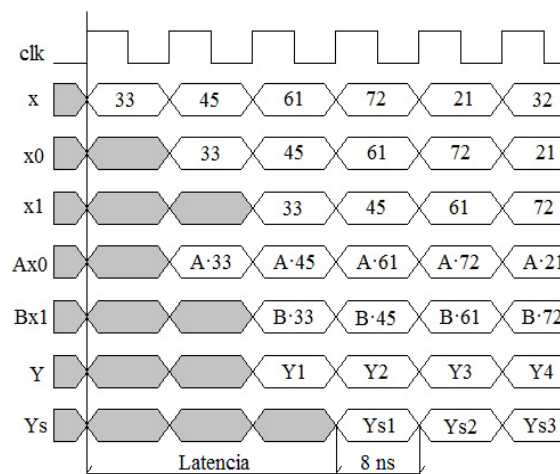 clk
x 33 45 61 72 21 32
x0 33 45 61 72 21
x1 33 45 61 72
Ax0 A·33 A·45 A·61 A·72 A·21
Bx1 B·33 B·45 B·61 B·72
Y Y1 Y2 Y3 Y4
Ys Ys1 Ys2 Ys3
Latencia 8 ns